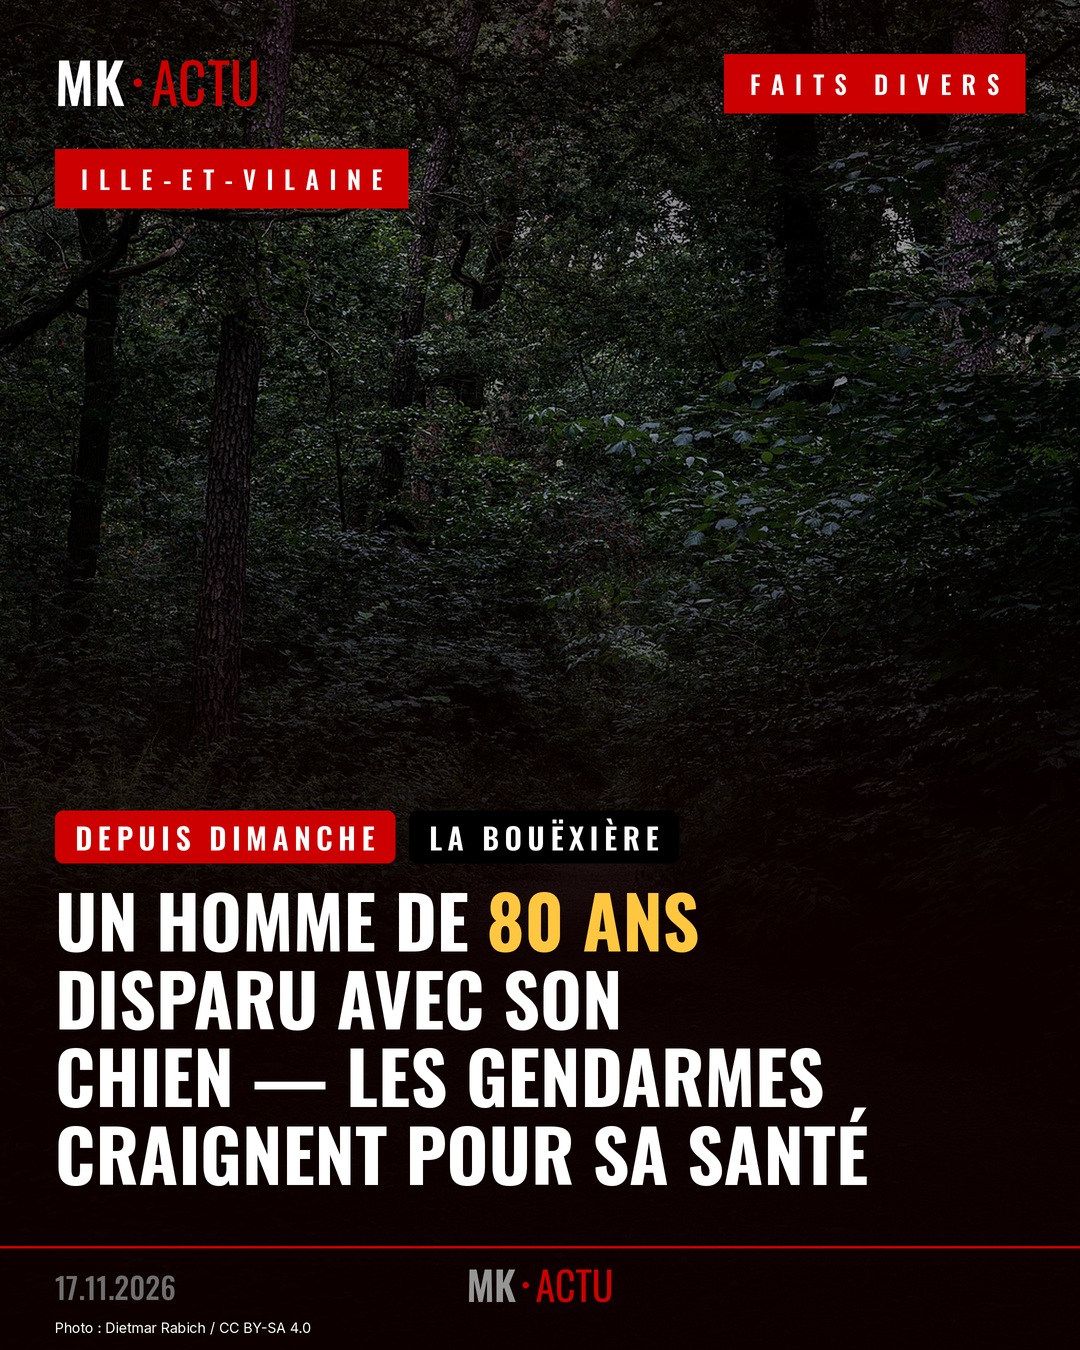 MK·ACTU
FAITS DIVERS
ILLE-ET-VILAINE
DEPUIS DIMANCHE
LA BOUËXIÈRE
UN HOMME DE 80 ANS
DISPARU AVEC SON
CHIEN — LES GENDARMES
CRAIGNENT POUR SA SANTÉ
17.11.2026
MK·ACTU
Photo : Dietmar Rabich / CC BY-SA 4.0